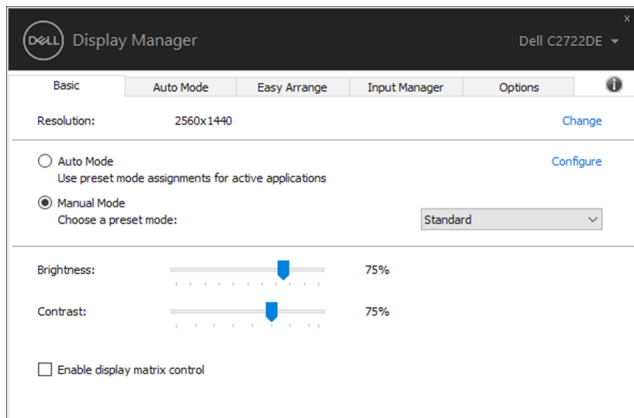 x
DELL Display Manager Dell C2722DE
Basic Auto Mode Easy Arrange Input Manager Options i
Resolution: 2560x1440 Change
Auto Mode Configure
Use preset mode assignments for active applications
Manual Mode
Choose a preset mode: Standard
Brightness: 75%
Contrast: 75%
Enable display matrix control